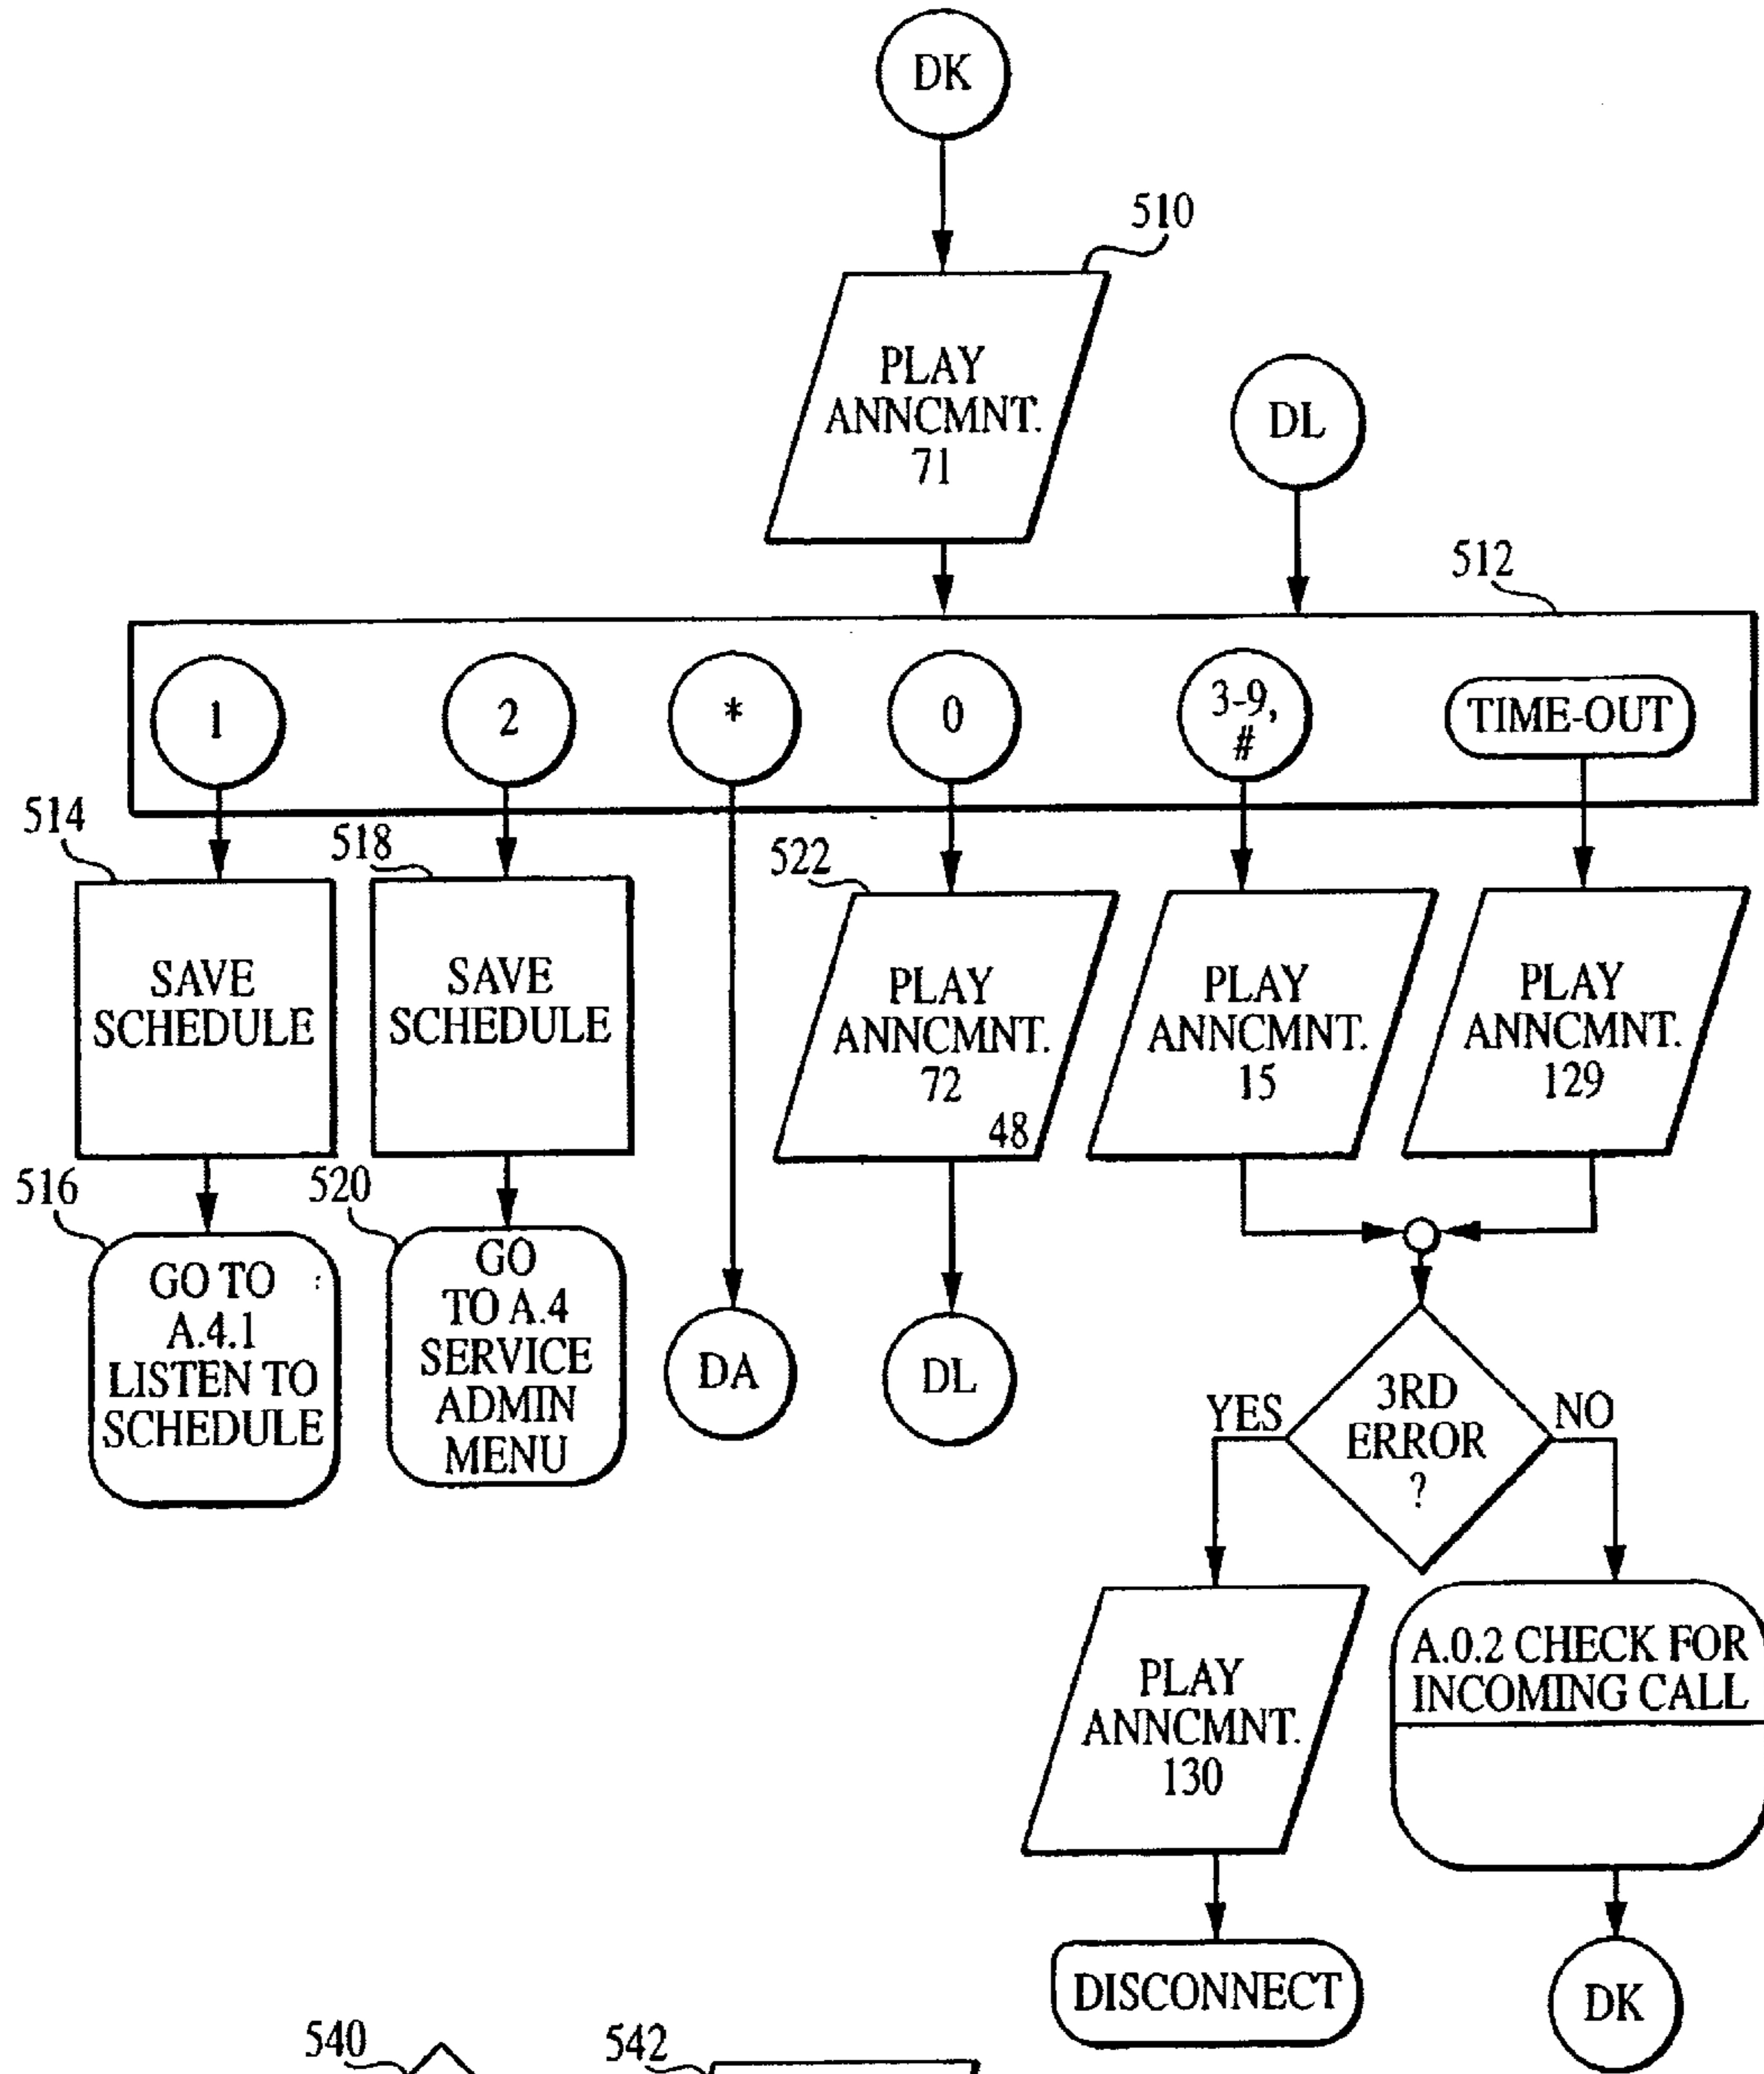 DK
510
PLAY
ANNCMNT.
71
DL
512
1
2
*
0
3-9,
#
TIME-OUT
514
SAVE
SCHEDULE
518
SAVE
SCHEDULE
522
PLAY
ANNCMNT.
72
48
PLAY
ANNCMNT.
15
PLAY
ANNCMNT.
129
516
GO TO
A.4.1
LISTEN TO
SCHEDULE
520
GO
TO A.4
SERVICE
ADMIN
MENU
DA
DL
YES
3RD
ERROR
?
NO
PLAY
ANNCMNT.
130
A.0.2 CHECK FOR
INCOMING CALL
DISCONNECT
DK
540
542